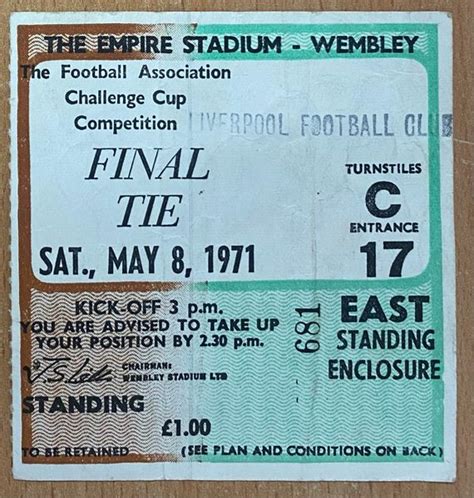 THE EMPIRE STADIUM - WEMBLEY
The Football Association
Challenge Cup
Competition
LIVERPOOL FOOTBALL CLUB
FINAL
TIE
TURNSTILES
C
ENTRANCE
17
SAT., MAY 8, 1971
KICK-OFF 3 p.m.
YOU ARE ADVISED TO TAKE UP
YOUR POSITION BY 2.30 p.m.
681
EAST
STANDING
ENCLOSURE
CHAIRMAN:
WEMBLEY STADIUM LTD
STANDING
£1.00
TO BE RETAINED
(SEE PLAN AND CONDITIONS ON BACK)